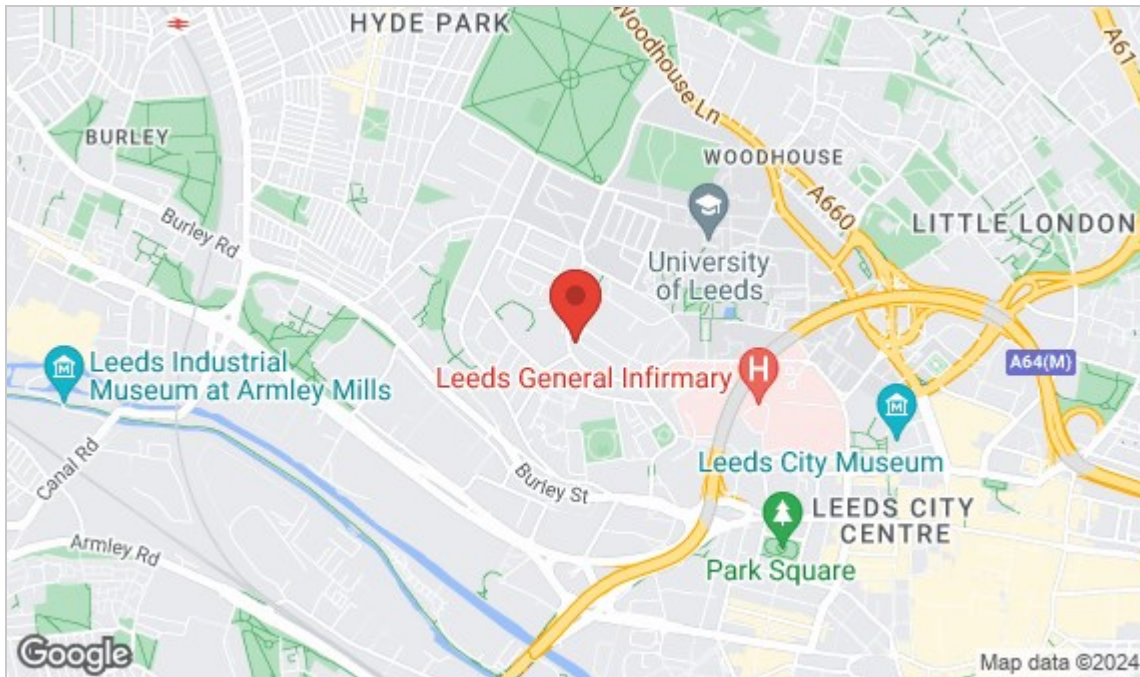 HYDE PARK
Woodhouse Ln
A61
BURLEY
WOODHOUSE
A660
LITTLE LONDON
Burley Rd
University
of Leeds
Leeds Industrial
Museum at Armley Mills
Leeds General Infirmary
H
A64(M)
Canal Rd
Leeds City Museum
Burley St
LEEDS CITY
CENTRE
Armley Rd
Park Square
Google
Map data ©2024